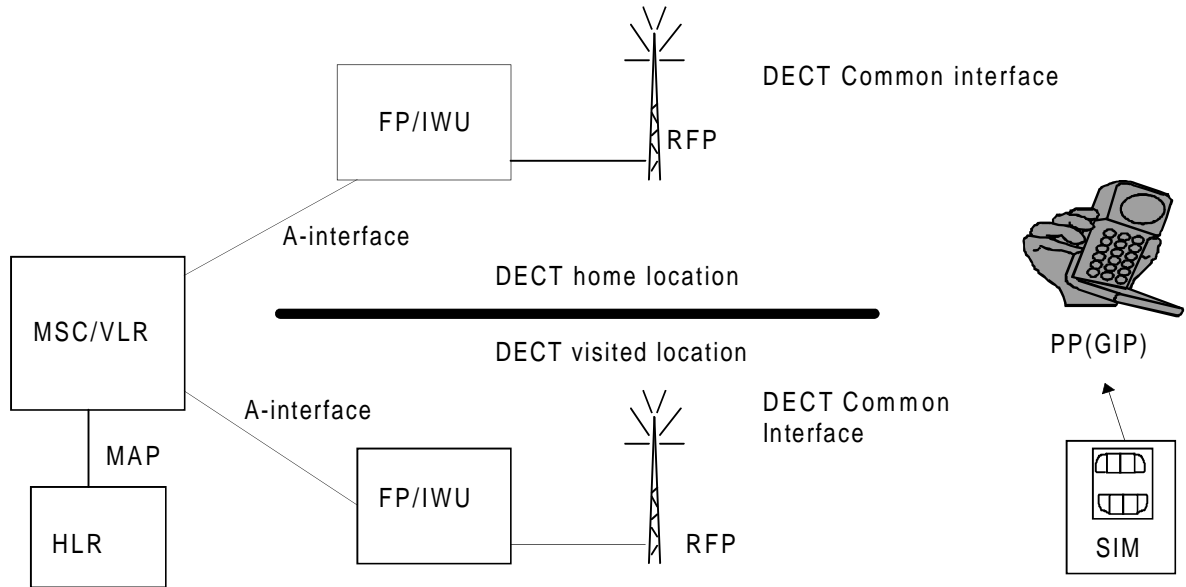 DECT Common interface
FP/IWU
RFP
A-interface
DECT home location
MSC/VLR
DECT visited location
PP(GIP)
A-interface
DECT Common
Interface
MAP
FP/IWU
HLR
RFP
SIM